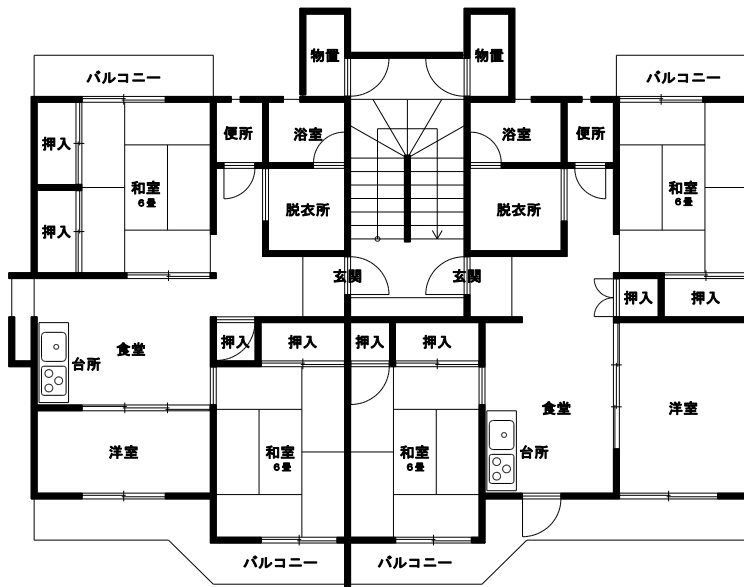 物置
物置
バルコニー
バルコニー
便所
浴室
浴室
便所
押入
和室
6畳
和室
6畳
脱衣所
脱衣所
押入
玄関
玄関
押入
押入
押入
押入
押入
押入
食堂
台所
食堂
洋室
洋室
和室
6畳
和室
6畳
台所
バルコニー
バルコニー